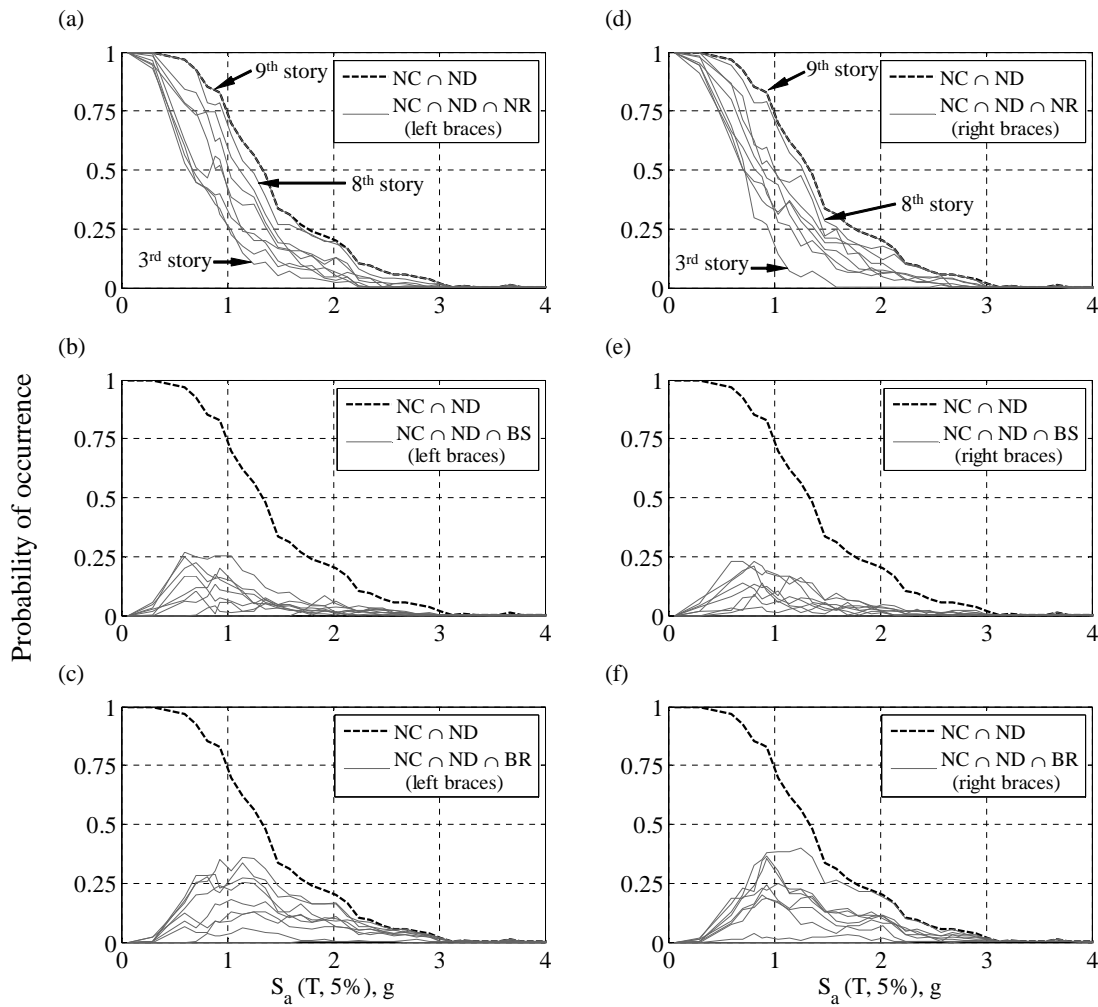 (a)
1
0.75
0.5
0.25
0
0
1
2
3
4
9th story
8th story
3rd story
NC ∩ ND
NC ∩ ND ∩ NR
(left braces)
(d)
1
0.75
0.5
0.25
0
0
1
2
3
4
9th story
8th story
3rd story
NC ∩ ND
NC ∩ ND ∩ NR
(right braces)
Probability of occurrence
(b)
1
0.75
0.5
0.25
0
0
1
2
3
4
NC ∩ ND
NC ∩ ND ∩ BS
(left braces)
(e)
1
0.75
0.5
0.25
0
0
1
2
3
4
NC ∩ ND
NC ∩ ND ∩ BS
(right braces)
(c)
1
0.75
0.5
0.25
0
0
1
2
3
4
NC ∩ ND
NC ∩ ND ∩ BR
(left braces)
Sa (T, 5%), g
(f)
1
0.75
0.5
0.25
0
0
1
2
3
4
NC ∩ ND
NC ∩ ND ∩ BR
(right braces)
Sa (T, 5%), g